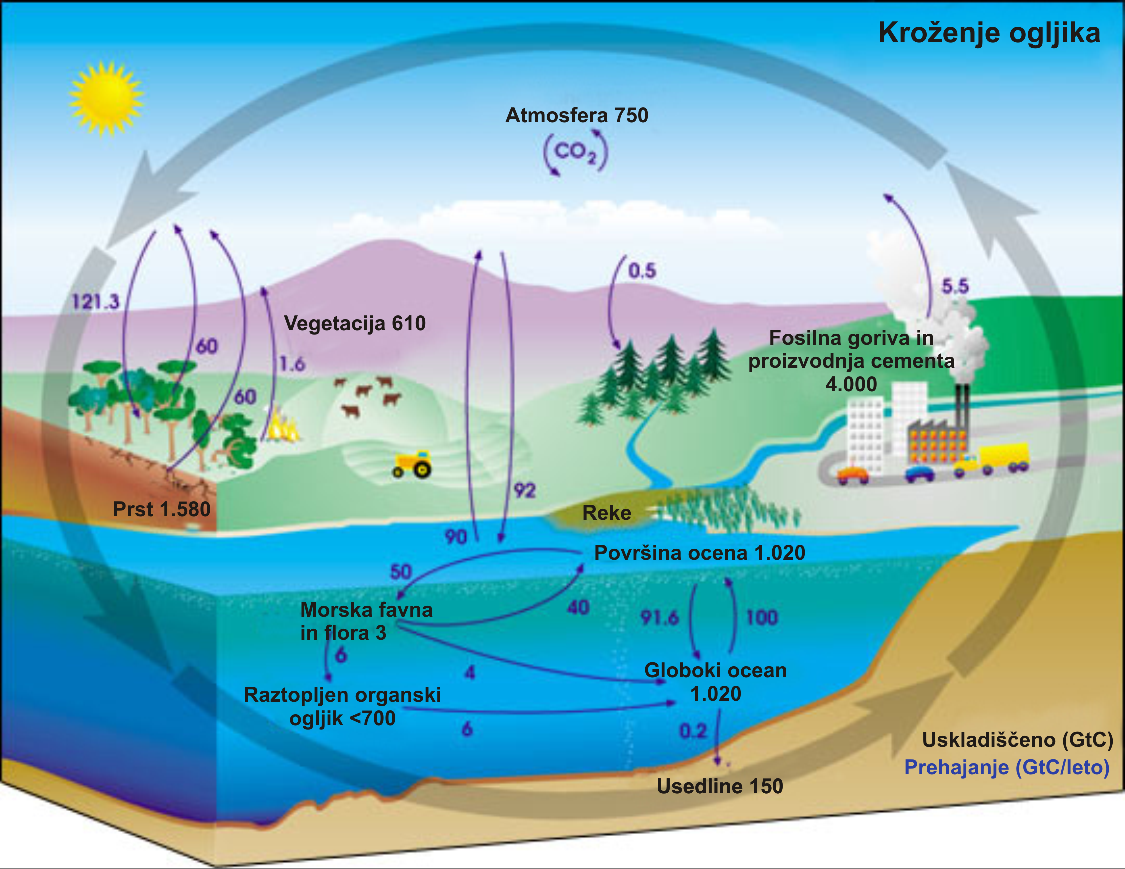 Kroženje ogljika
Atmosfera 750
CO₂
0.5
121.3
5.5
Vegetacija 610
60
1.6
Fosilna goriva in
proizvodnja cementa
4.000
60
92
Prst 1.580
Reke
90
Površina ocena 1.020
50
40
91.6
100
Morska favna
in flora 3
6
4
Globoki ocean
1.020
Raztopljen organski
ogljik <700
6
0.2
Uskladiščeno (GtC)
Prehajanje (GtC/leto)
Usedline 150